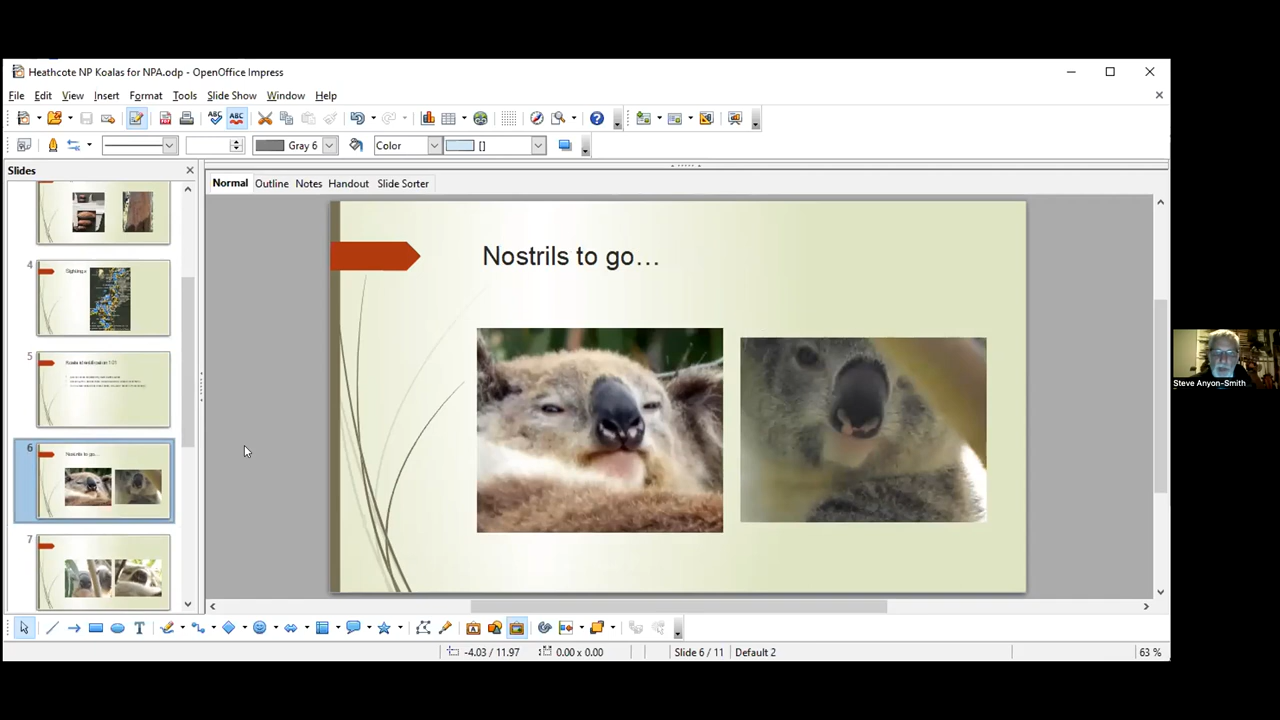 Heathcote NP Koalas for NPA.odp - OpenOffice Impress
File Edit View Insert Format Tools Slide Show Window Help
Gray 6 Color []
Slides
Normal Outline Notes Handout Slide Sorter
4
5
6
Nostrils to go...
7
Nostrils to go…
Steve Anyon-Smith
-4.03 / 11.97 0.00 x 0.00 Slide 6 / 11 Default 2 63 %